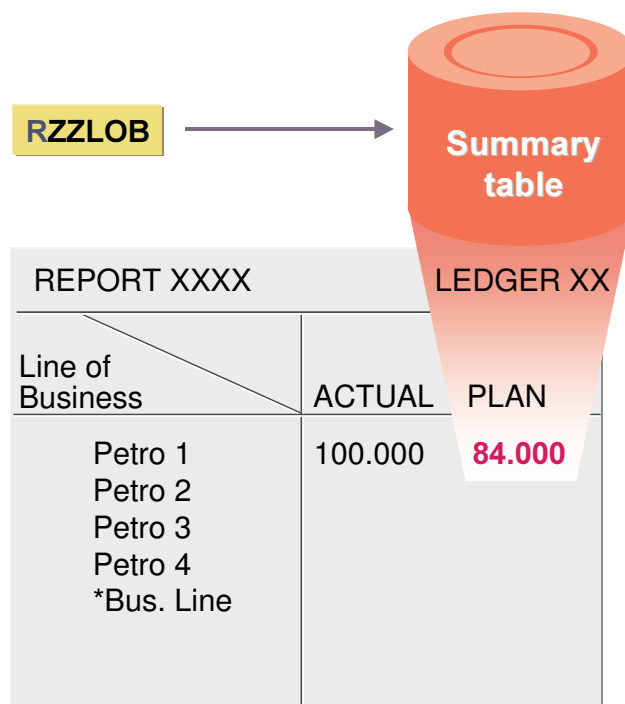 RZZLOB
Summary
table
REPORT XXXX LEDGER XX
Line of
Business ACTUAL PLAN
Petro 1 100.000 84.000
Petro 2
Petro 3
Petro 4
*Bus. Line